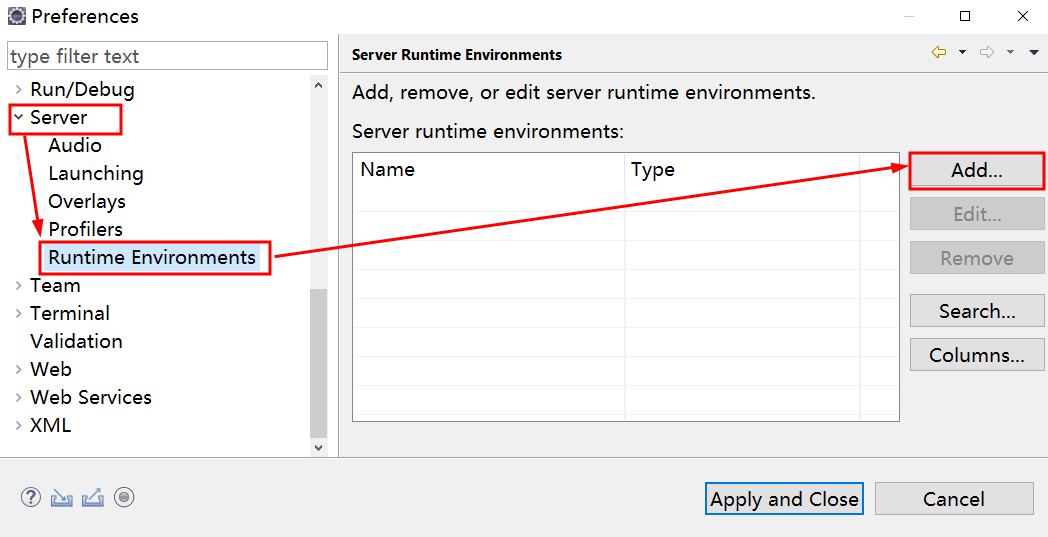 Preferences
type filter text
Run/Debug
Server
Audio
Launching
Overlays
Profilers
Runtime Environments
Team
Terminal
Validation
Web
Web Services
XML
Server Runtime Environments
Add, remove, or edit server runtime environments.
Server runtime environments:
Name Type
Add...
Edit...
Remove
Search...
Columns...
Apply and Close Cancel